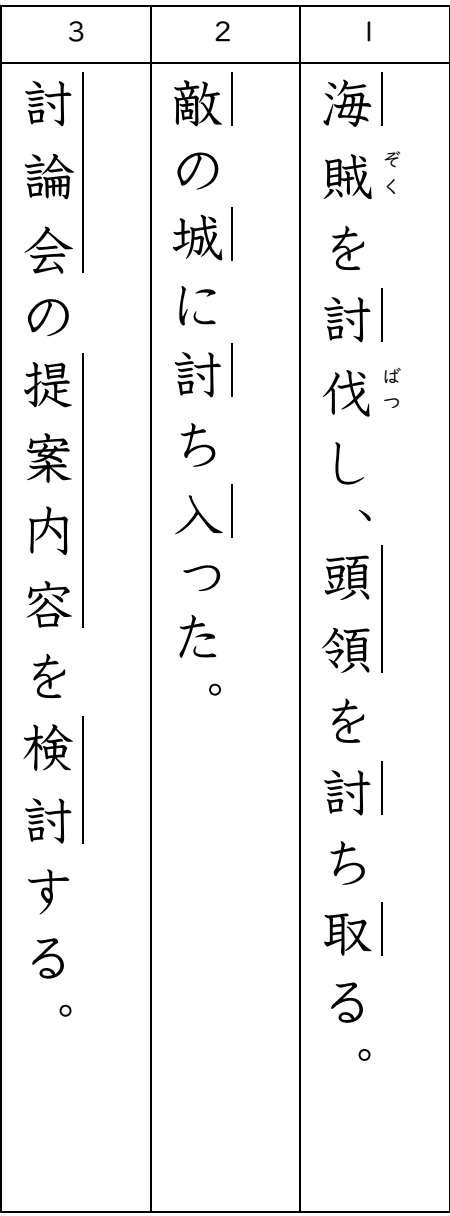 1
海賊を討伐し、頭領を討ち取る。
ぞく
ばつ
2
敵の城に討ち入った。
3
討論会の提案内容を検討する。